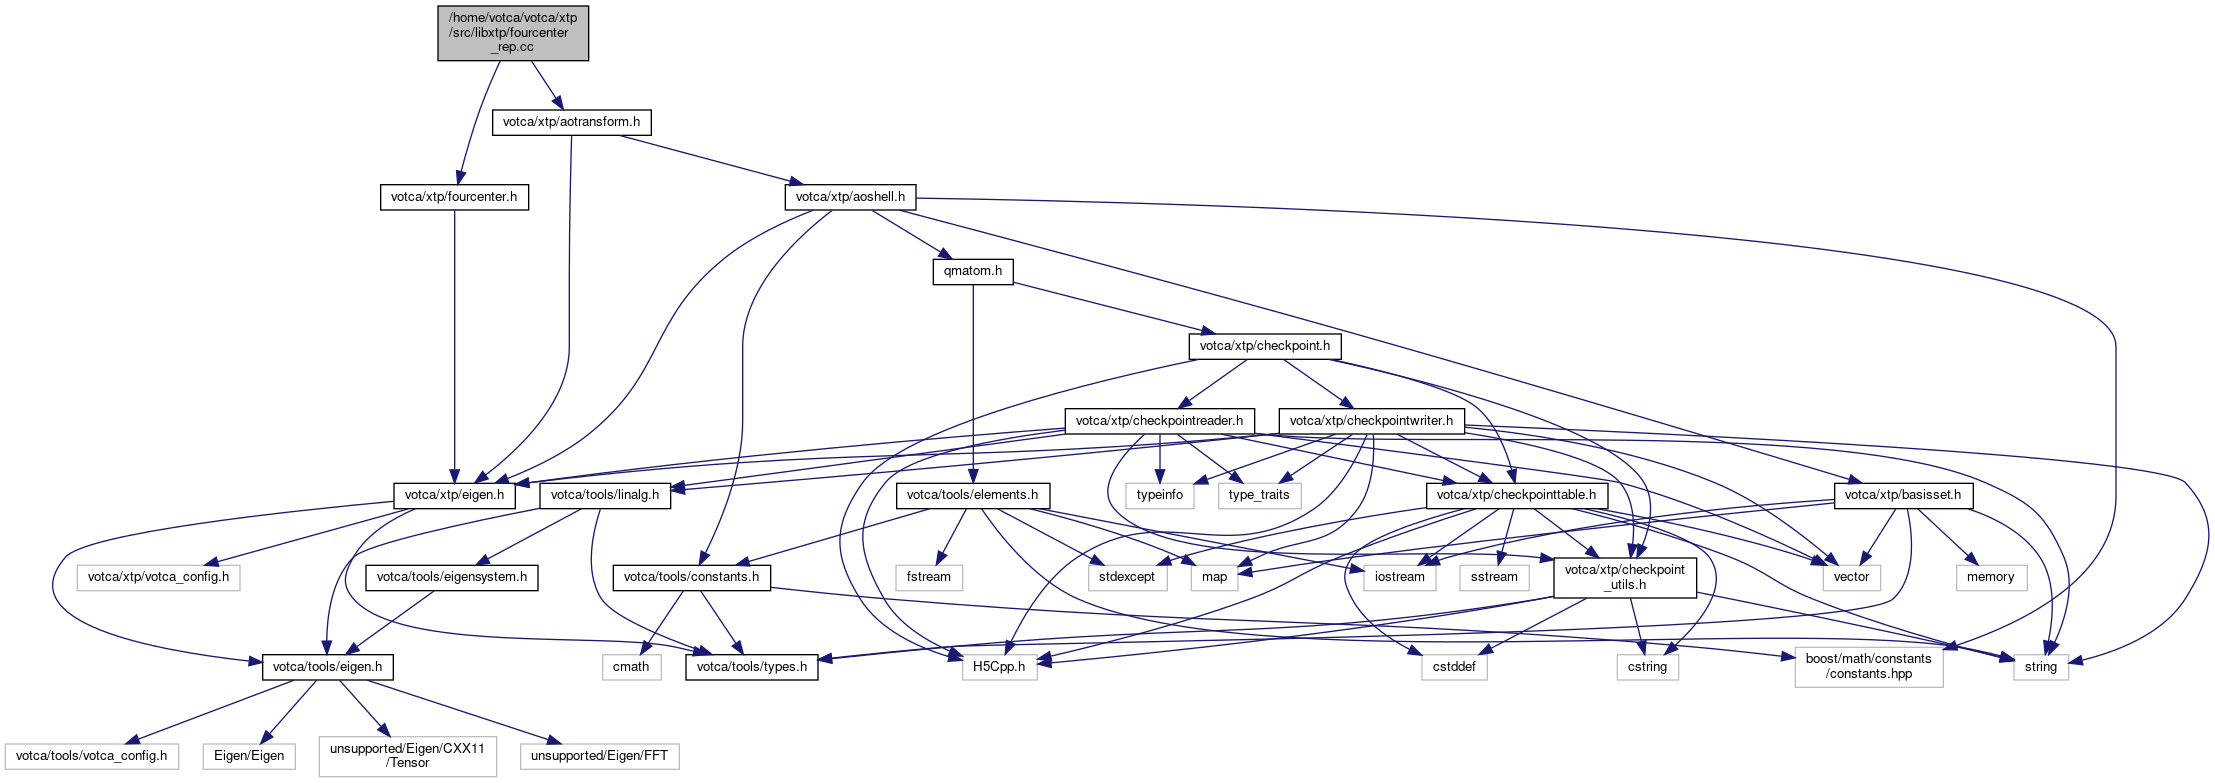 /home/votca/votca/xtp
/src/libxtp/fourcenter
_rep.cc
votca/xtp/aotransform.h
votca/xtp/fourcenter.h
votca/xtp/aoshell.h
qmatom.h
votca/xtp/checkpoint.h
votca/xtp/checkpointreader.h
votca/xtp/checkpointwriter.h
votca/xtp/eigen.h
votca/tools/linalg.h
votca/tools/elements.h
typeinfo
type_traits
votca/xtp/checkpointtable.h
votca/xtp/basisset.h
votca/xtp/votca_config.h
votca/tools/eigensystem.h
votca/tools/constants.h
fstream
stdexcept
map
iostream
sstream
votca/xtp/checkpoint
_utils.h
vector
memory
votca/tools/eigen.h
cmath
votca/tools/types.h
H5Cpp.h
cstddef
cstring
boost/math/constants
/constants.hpp
string
votca/tools/votca_config.h
Eigen/Eigen
unsupported/Eigen/CXX11
/Tensor
unsupported/Eigen/FFT